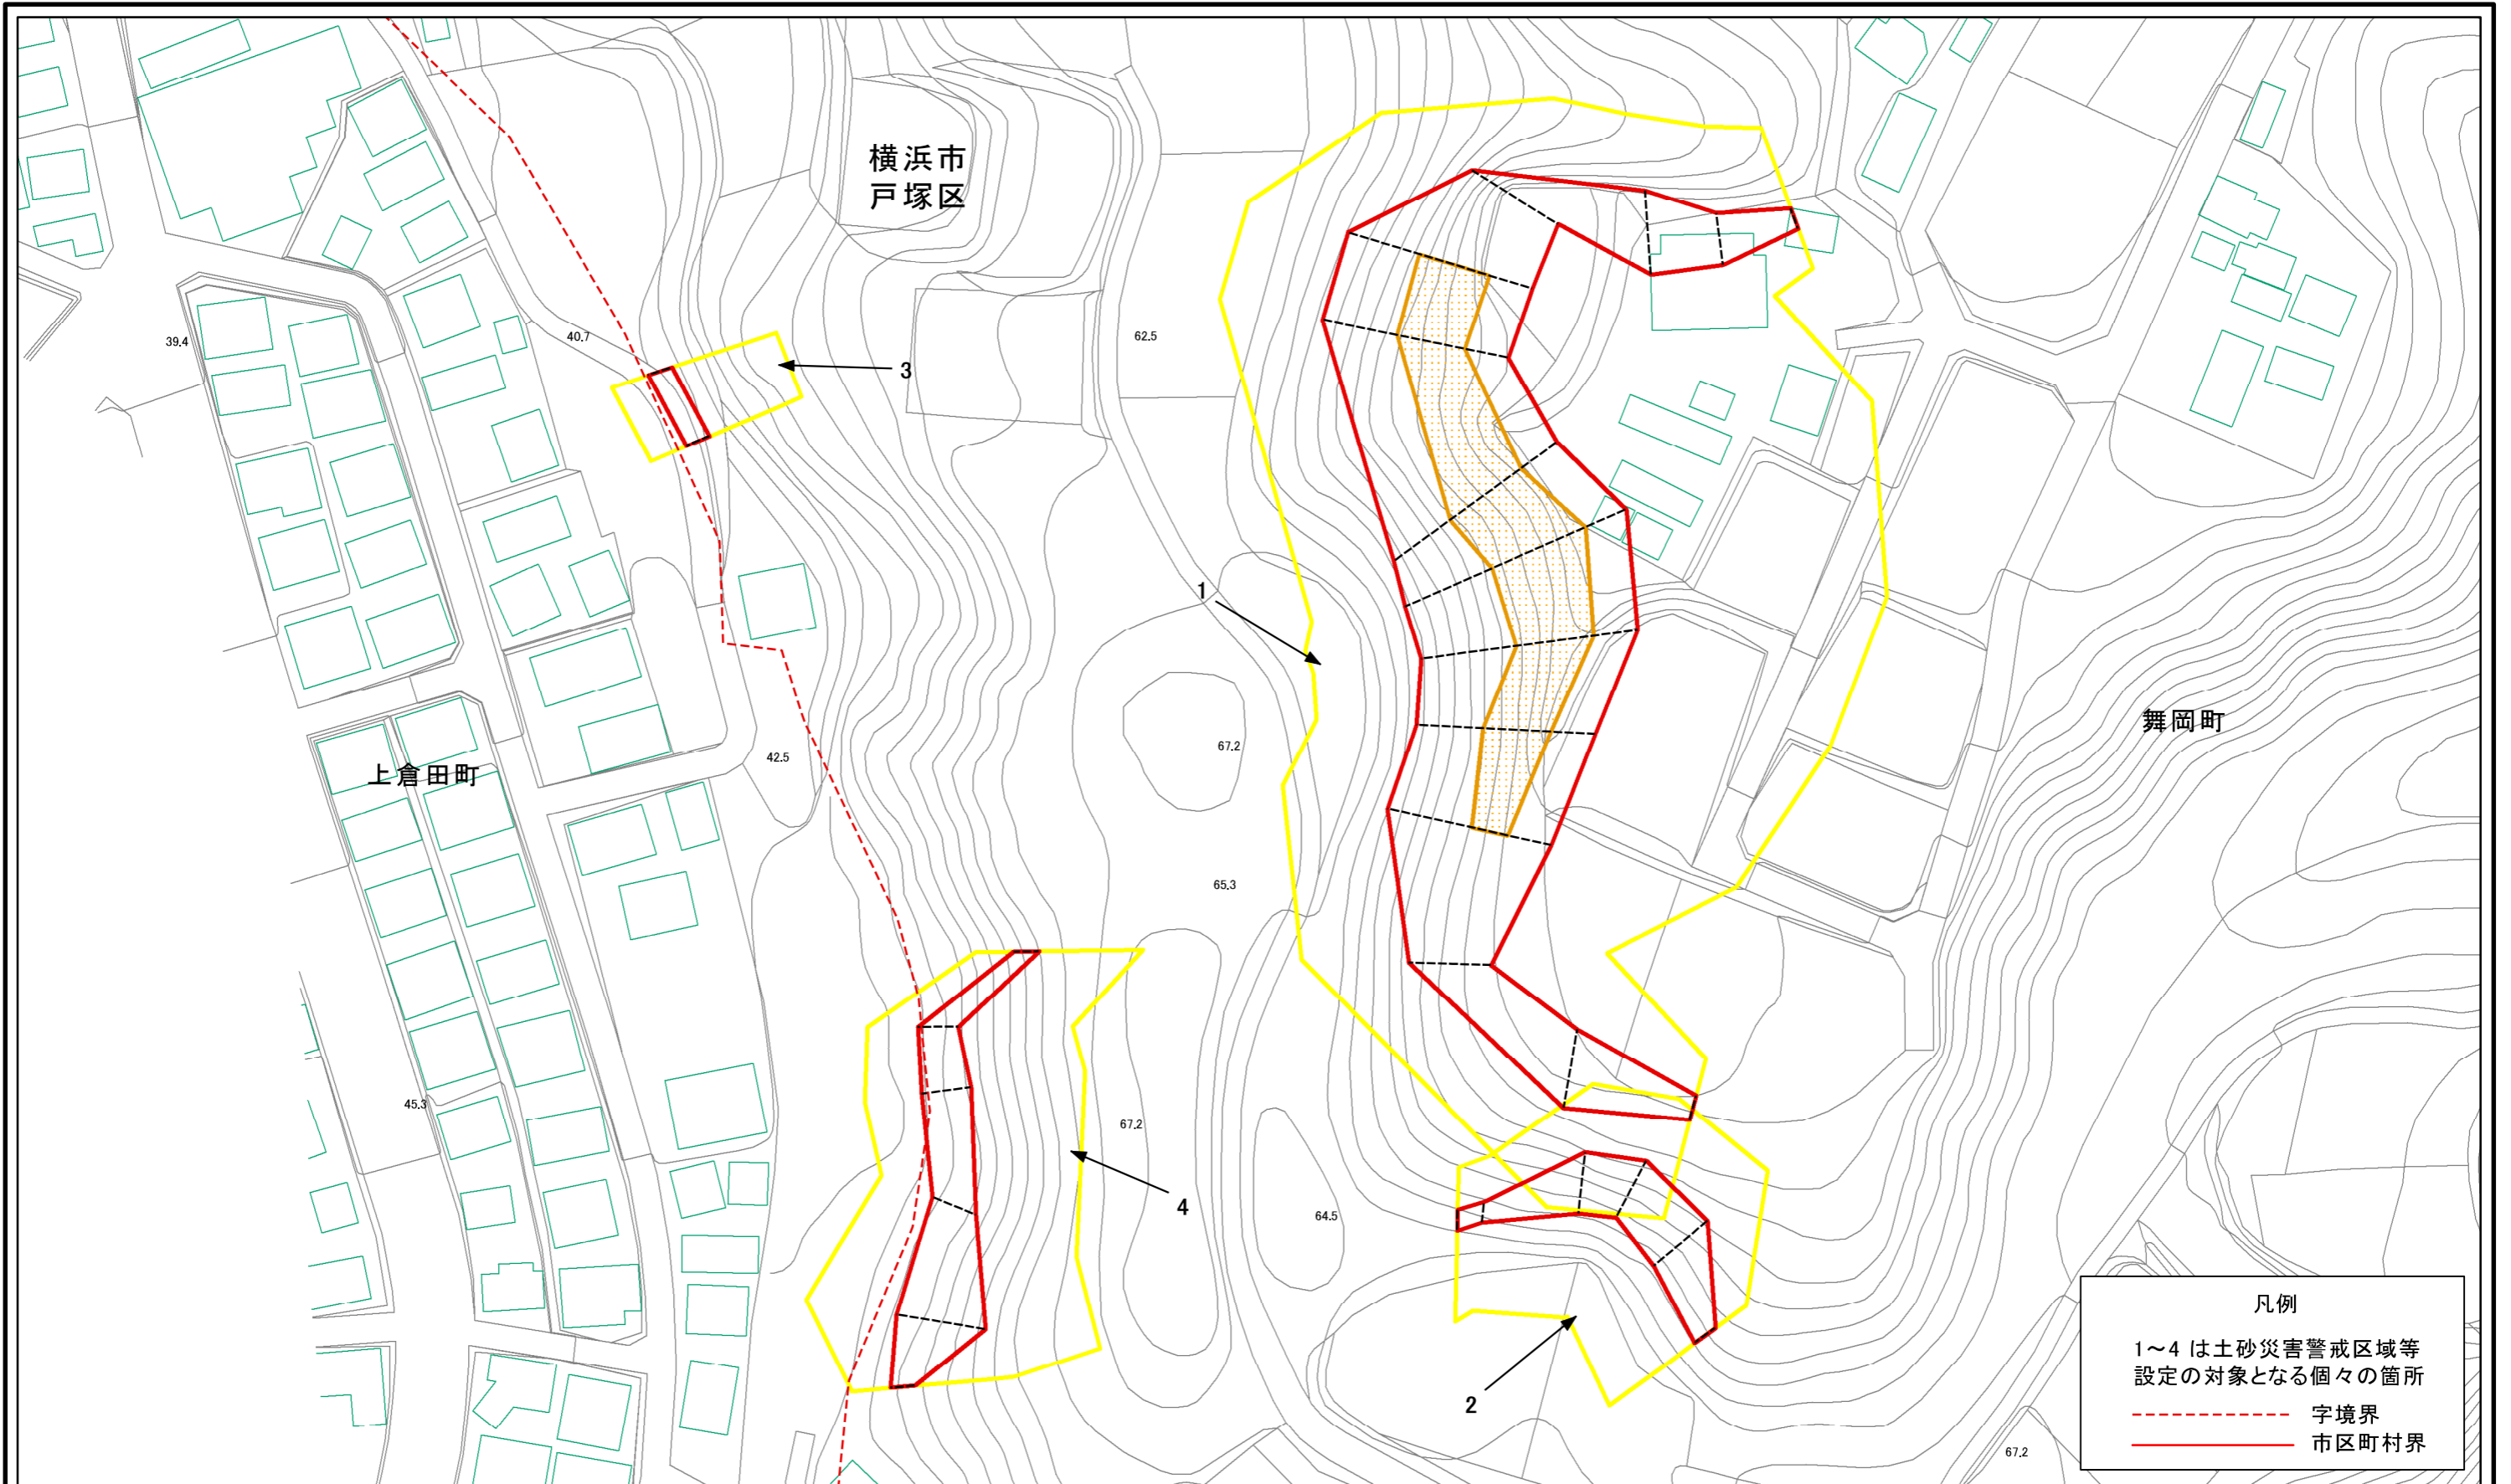 横浜市
戸塚区
40.7
39.4
3
62.5
1
舞岡町
67.2
42.5
上倉田町
65.3
45.3
67.2
4
64.5
2
67.2
凡例
1～4 は土砂災害警戒区域等
設定の対象となる個々の箇所
字境界
市区町村界